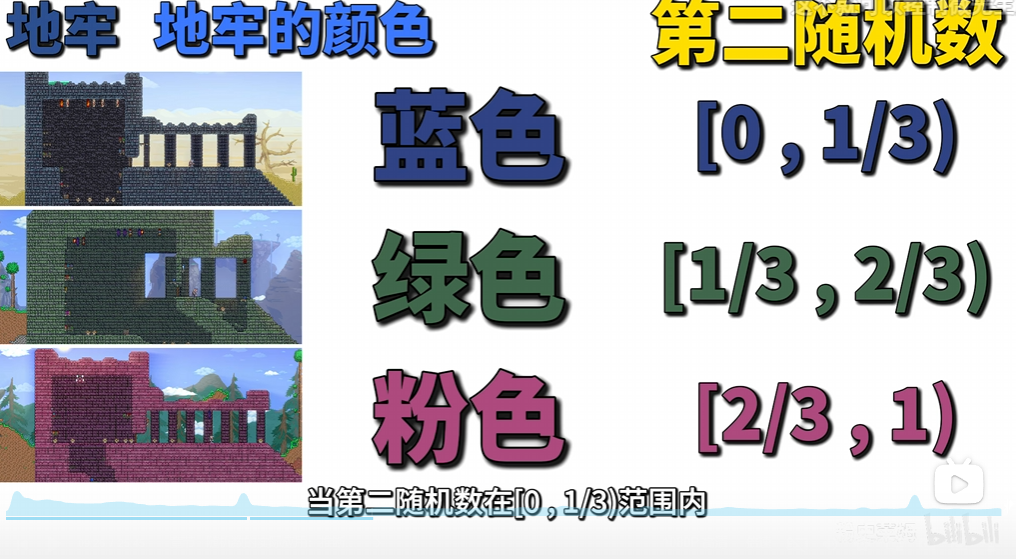 地牢 地牢的颜色 第二随机数
蓝色 [0 , 1/3)
绿色 [1/3 , 2/3)
粉色 [2/3 , 1)
当第二随机数在[0 , 1/3)范围内
bilibili